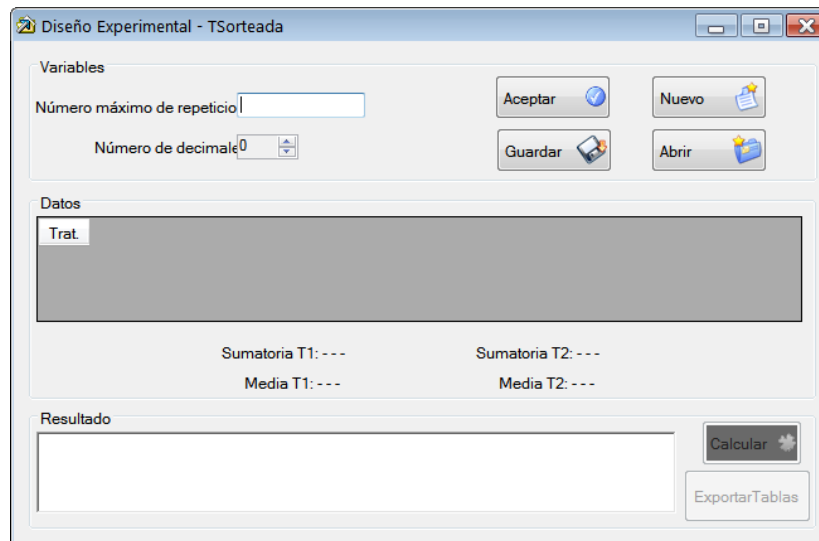 Diseño Experimental - TSorteada
Variables
Número máximo de repeticio
Aceptar
Nuevo
Número de decimale
0
Guardar
Abrir
Datos
Trat.
Sumatoria T1: - - -
Sumatoria T2: - - -
Media T1: - - -
Media T2: - - -
Resultado
Calcular
ExportarTablas